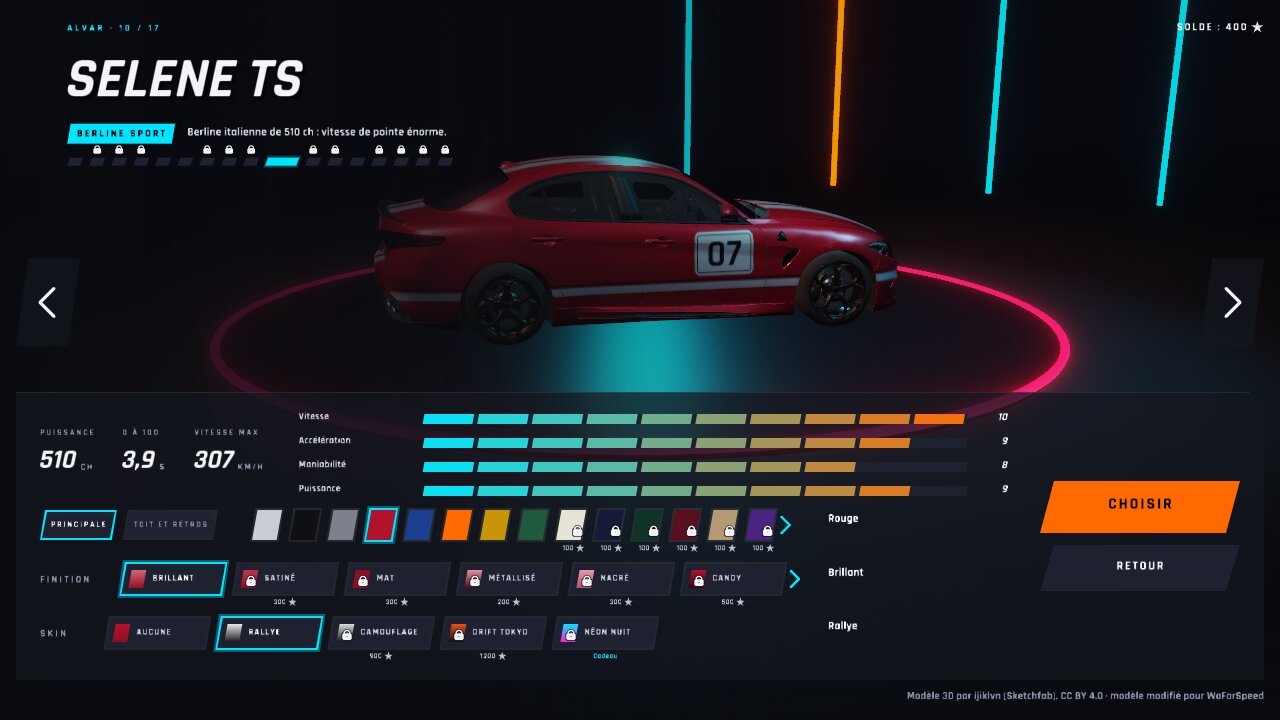 ALVAR · 10 / 17
SOLDE : 400 ★
SELENE TS
BERLINE SPORT
Berline italienne de 510 ch : vitesse de pointe énorme.
07
PUISSANCE
510 CH
0 À 100
3,9 S
VITESSE MAX
307 KM/H
Vitesse 10
Accélération 9
Maniabilité 8
Puissance 9
PRINCIPALE
TOIT ET RÉTROS
100 ★ 100 ★ 100 ★ 100 ★ 100 ★ 100 ★
Rouge
FINITION
BRILLANT
SATINÉ
MAT
MÉTALLISÉ
NACRÉ
CANDY
300 ★ 300 ★ 200 ★ 300 ★ 500 ★
Brillant
SKIN
AUCUNE
RALLYE
CAMOUFLAGE
DRIFT TOKYO
NÉON NUIT
900 ★ 1200 ★ Cadeau
Rallye
CHOISIR
RETOUR
Modèle 3D par ijiklvn (Sketchfab), CC BY 4.0 · modèle modifié pour WaForSpeed